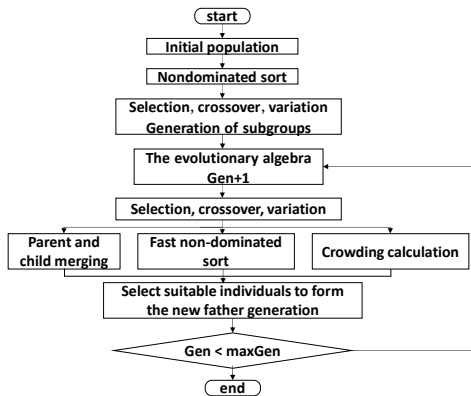 start
Initial population
Nondominated sort
Selection, crossover, variation
Generation of subgroups
The evolutionary algebra
Gen+1
Selection, crossover, variation
Parent and
child merging
Fast non-dominated
sort
Crowding calculation
Select suitable individuals to form
the new father generation
Gen < maxGen
end